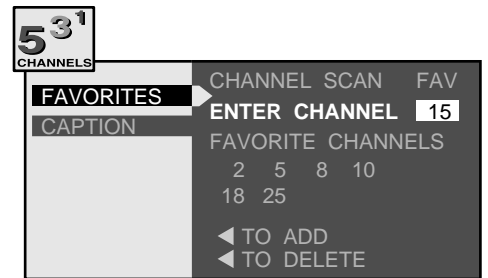 5 3 1
CHANNELS
FAVORITES
CAPTION
CHANNEL SCAN FAV
ENTER CHANNEL 15
FAVORITE CHANNELS
2 5 8 10
18 25
TO ADD
TO DELETE